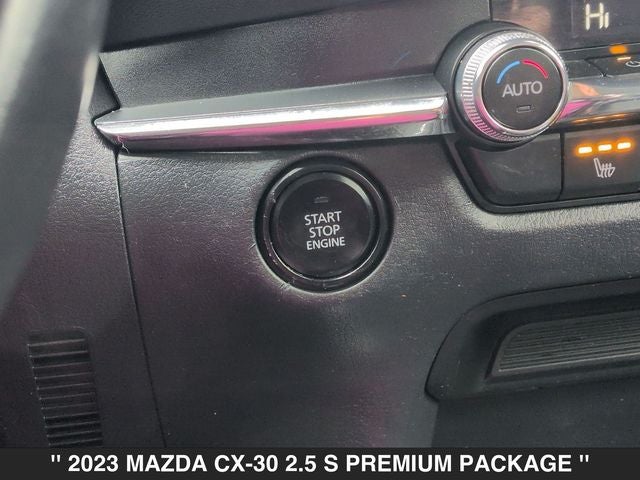 Hi
AUTO
START
STOP
ENGINE
" 2023 MAZDA CX-30 2.5 S PREMIUM PACKAGE "